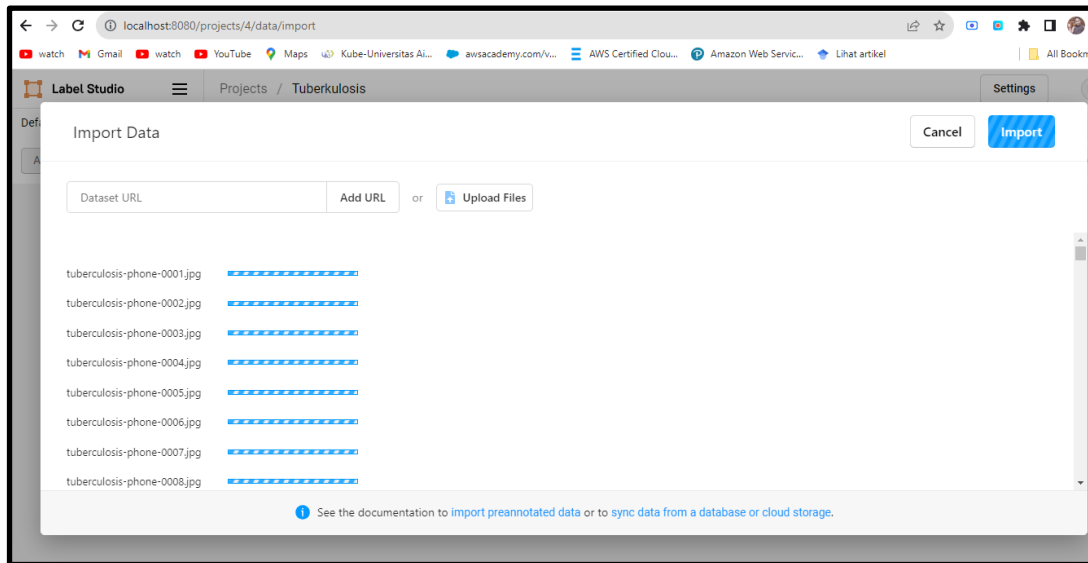 localhost:8080/projects/4/data/import
watch Gmail watch YouTube Maps Kube-Universitas Ai... awsacademy.com/v... AWS Certified Clou... Amazon Web Servic... Lihat artikel All Bookm
Label Studio Projects / Tuberkulosis Settings
Defa
Import Data Cancel Import
A
Dataset URL Add URL or Upload Files
tuberculosis-phone-0001.jpg
tuberculosis-phone-0002.jpg
tuberculosis-phone-0003.jpg
tuberculosis-phone-0004.jpg
tuberculosis-phone-0005.jpg
tuberculosis-phone-0006.jpg
tuberculosis-phone-0007.jpg
tuberculosis-phone-0008.jpg
See the documentation to import preannotated data or to sync data from a database or cloud storage.